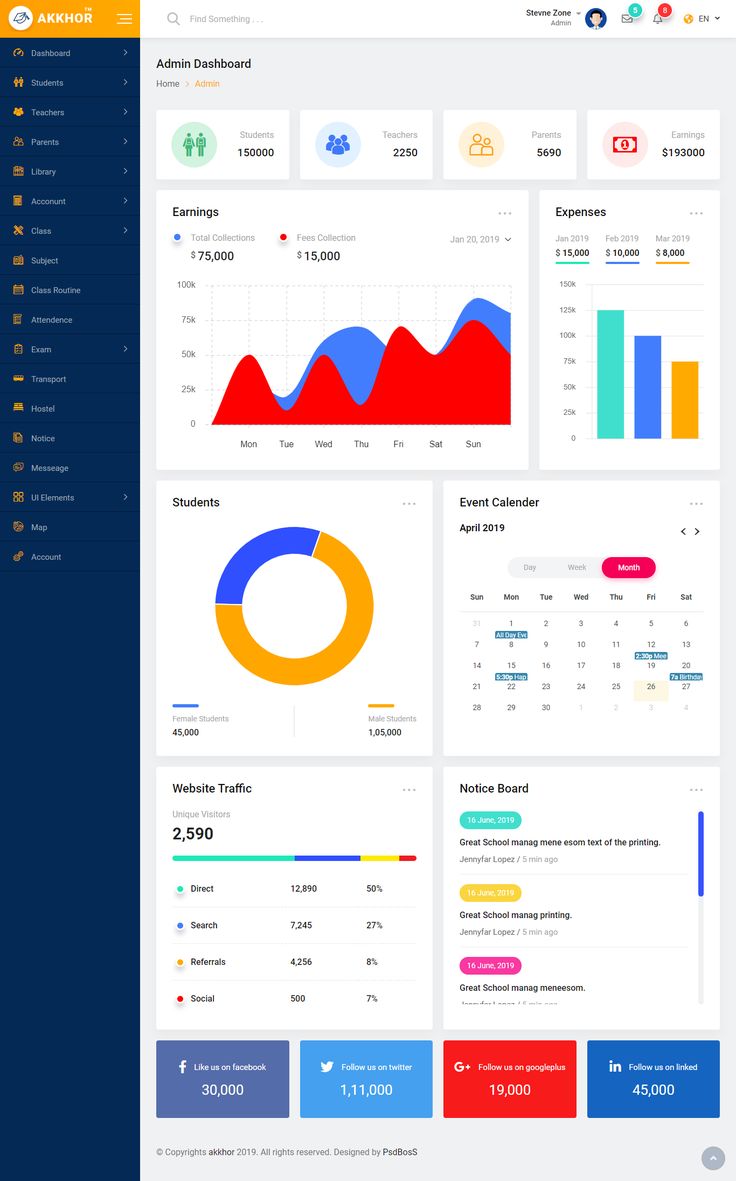 AKKHOR TM
Find Something . . .
Stevne Zone
Admin
5
8
EN
Dashboard
Students
Teachers
Parents
Library
Acconunt
Class
Subject
Class Routine
Attendence
Exam
Transport
Hostel
Notice
Messeage
UI Elements
Map
Account
Admin Dashboard
Home > Admin
Students
150000
Teachers
2250
Parents
5690
Earnings
$193000
Earnings
Total Collections
$ 75,000
Fees Collection
$ 15,000
Jan 20, 2019
100k
75k
50k
25k
0
Mon Tue Wed Thu Fri Sat Sun
Expenses
Jan 2019 Feb 2019 Mar 2019
$ 15,000 $ 10,000 $ 8,000
150k
125k
100k
75k
50k
25k
0
Students
Female Students
45,000
Male Students
1,05,000
Event Calender
April 2019
Day Week Month
Sun Mon Tue Wed Thu Fri Sat
31 1 2 3 4 5 6
All Day Eve
7 8 9 10 11 12 13
2:30p Mee
14 15 16 17 18 19 20
5:30p Hap 7a Birthday
21 22 23 24 25 26 27
28 29 30 1 2 3 4
Website Traffic
Unique Visitors
2,590
Direct 12,890 50%
Search 7,245 27%
Referrals 4,256 8%
Social 500 7%
Notice Board
16 June, 2019
Great School manag mene esom text of the printing.
Jennyfar Lopez / 5 min ago
16 June, 2019
Great School manag printing.
Jennyfar Lopez / 5 min ago
16 June, 2019
Great School manag meneesom.
Jennyfar Lopez / 5 min ago
Like us on facebook
30,000
Follow us on twitter
1,11,000
G+ Follow us on googleplus
19,000
in Follow us on linked
45,000
© Copyrights akkhor 2019. All rights reserved. Designed by PsdBosS